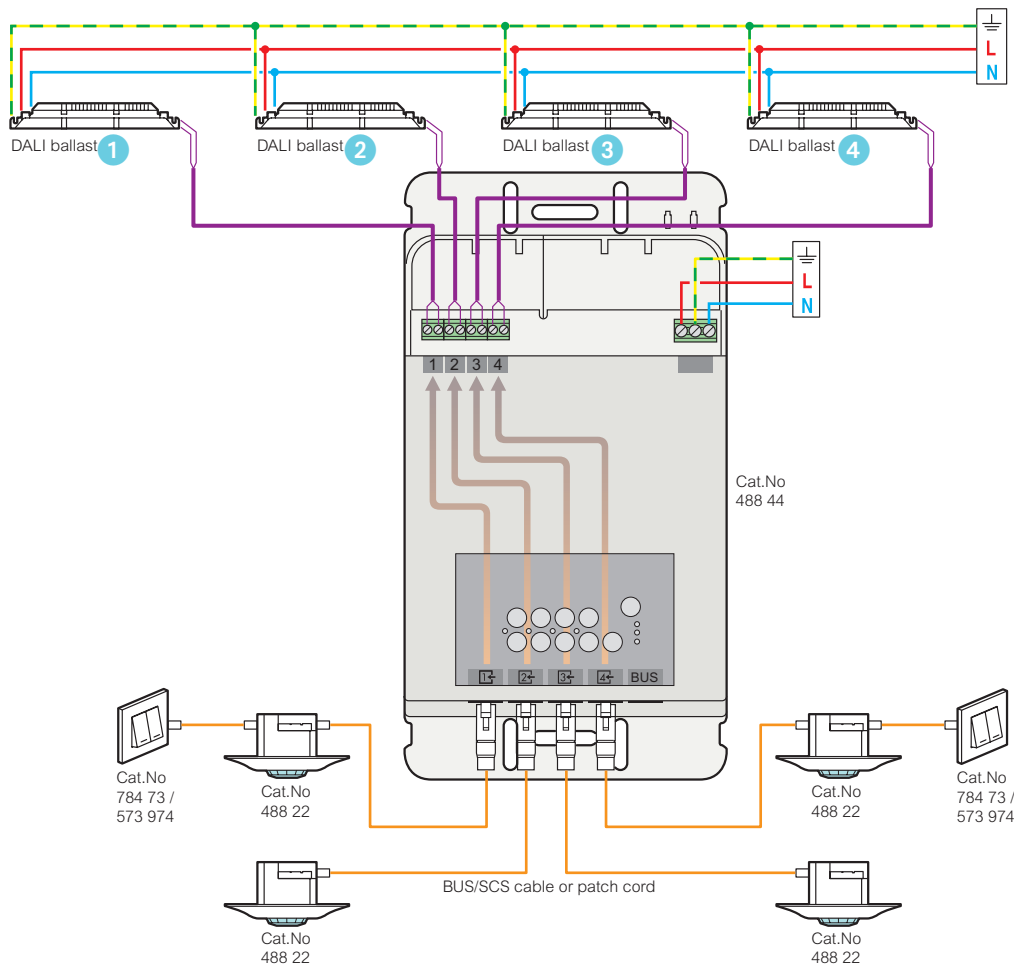 L
N
DALI ballast 1
DALI ballast 2
DALI ballast 3
DALI ballast 4
L
N
1 2 3 4
Cat.No
488 44
1 2 3 4 BUS
Cat.No
784 73 /
573 974
Cat.No
488 22
Cat.No
488 22
Cat.No
784 73 /
573 974
BUS/SCS cable or patch cord
Cat.No
488 22
Cat.No
488 22